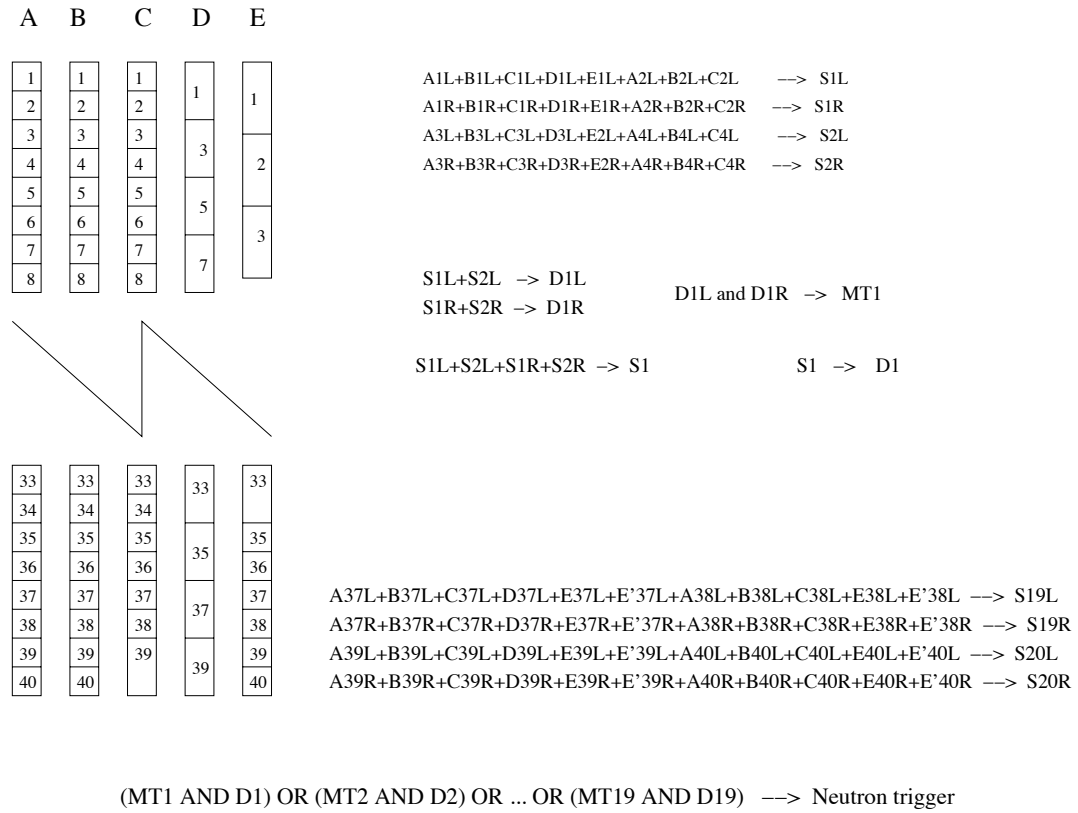 A B C D E
1 1 1 1 1
2 2 2
3 3 3 3
4 4 4 2
5 5 5 5
6 6 6
7 7 7 7 3
8 8 8
A1L+B1L+C1L+D1L+E1L+A2L+B2L+C2L −−> S1L
A1R+B1R+C1R+D1R+E1R+A2R+B2R+C2R −−> S1R
A3L+B3L+C3L+D3L+E2L+A4L+B4L+C4L −−> S2L
A3R+B3R+C3R+D3R+E2R+A4R+B4R+C4R −−> S2R
S1L+S2L −> D1L
S1R+S2R −> D1R
D1L and D1R −> MT1
S1L+S2L+S1R+S2R −> S1
S1 −> D1
33 33 33 33 33
34 34 34
35 35 35 35 35
36 36 36 36
37 37 37 37 37
38 38 38 38
39 39 39 39 39
40 40 40
A37L+B37L+C37L+D37L+E37L+E’37L+A38L+B38L+C38L+E38L+E’38L −−> S19L
A37R+B37R+C37R+D37R+E37R+E’37R+A38R+B38R+C38R+E38R+E’38R −−> S19R
A39L+B39L+C39L+D39L+E39L+E’39L+A40L+B40L+C40L+E40L+E’40L −−> S20L
A39R+B39R+C39R+D39R+E39R+E’39R+A40R+B40R+C40R+E40R+E’40R −−> S20R
(MT1 AND D1) OR (MT2 AND D2) OR ... OR (MT19 AND D19) −−> Neutron trigger